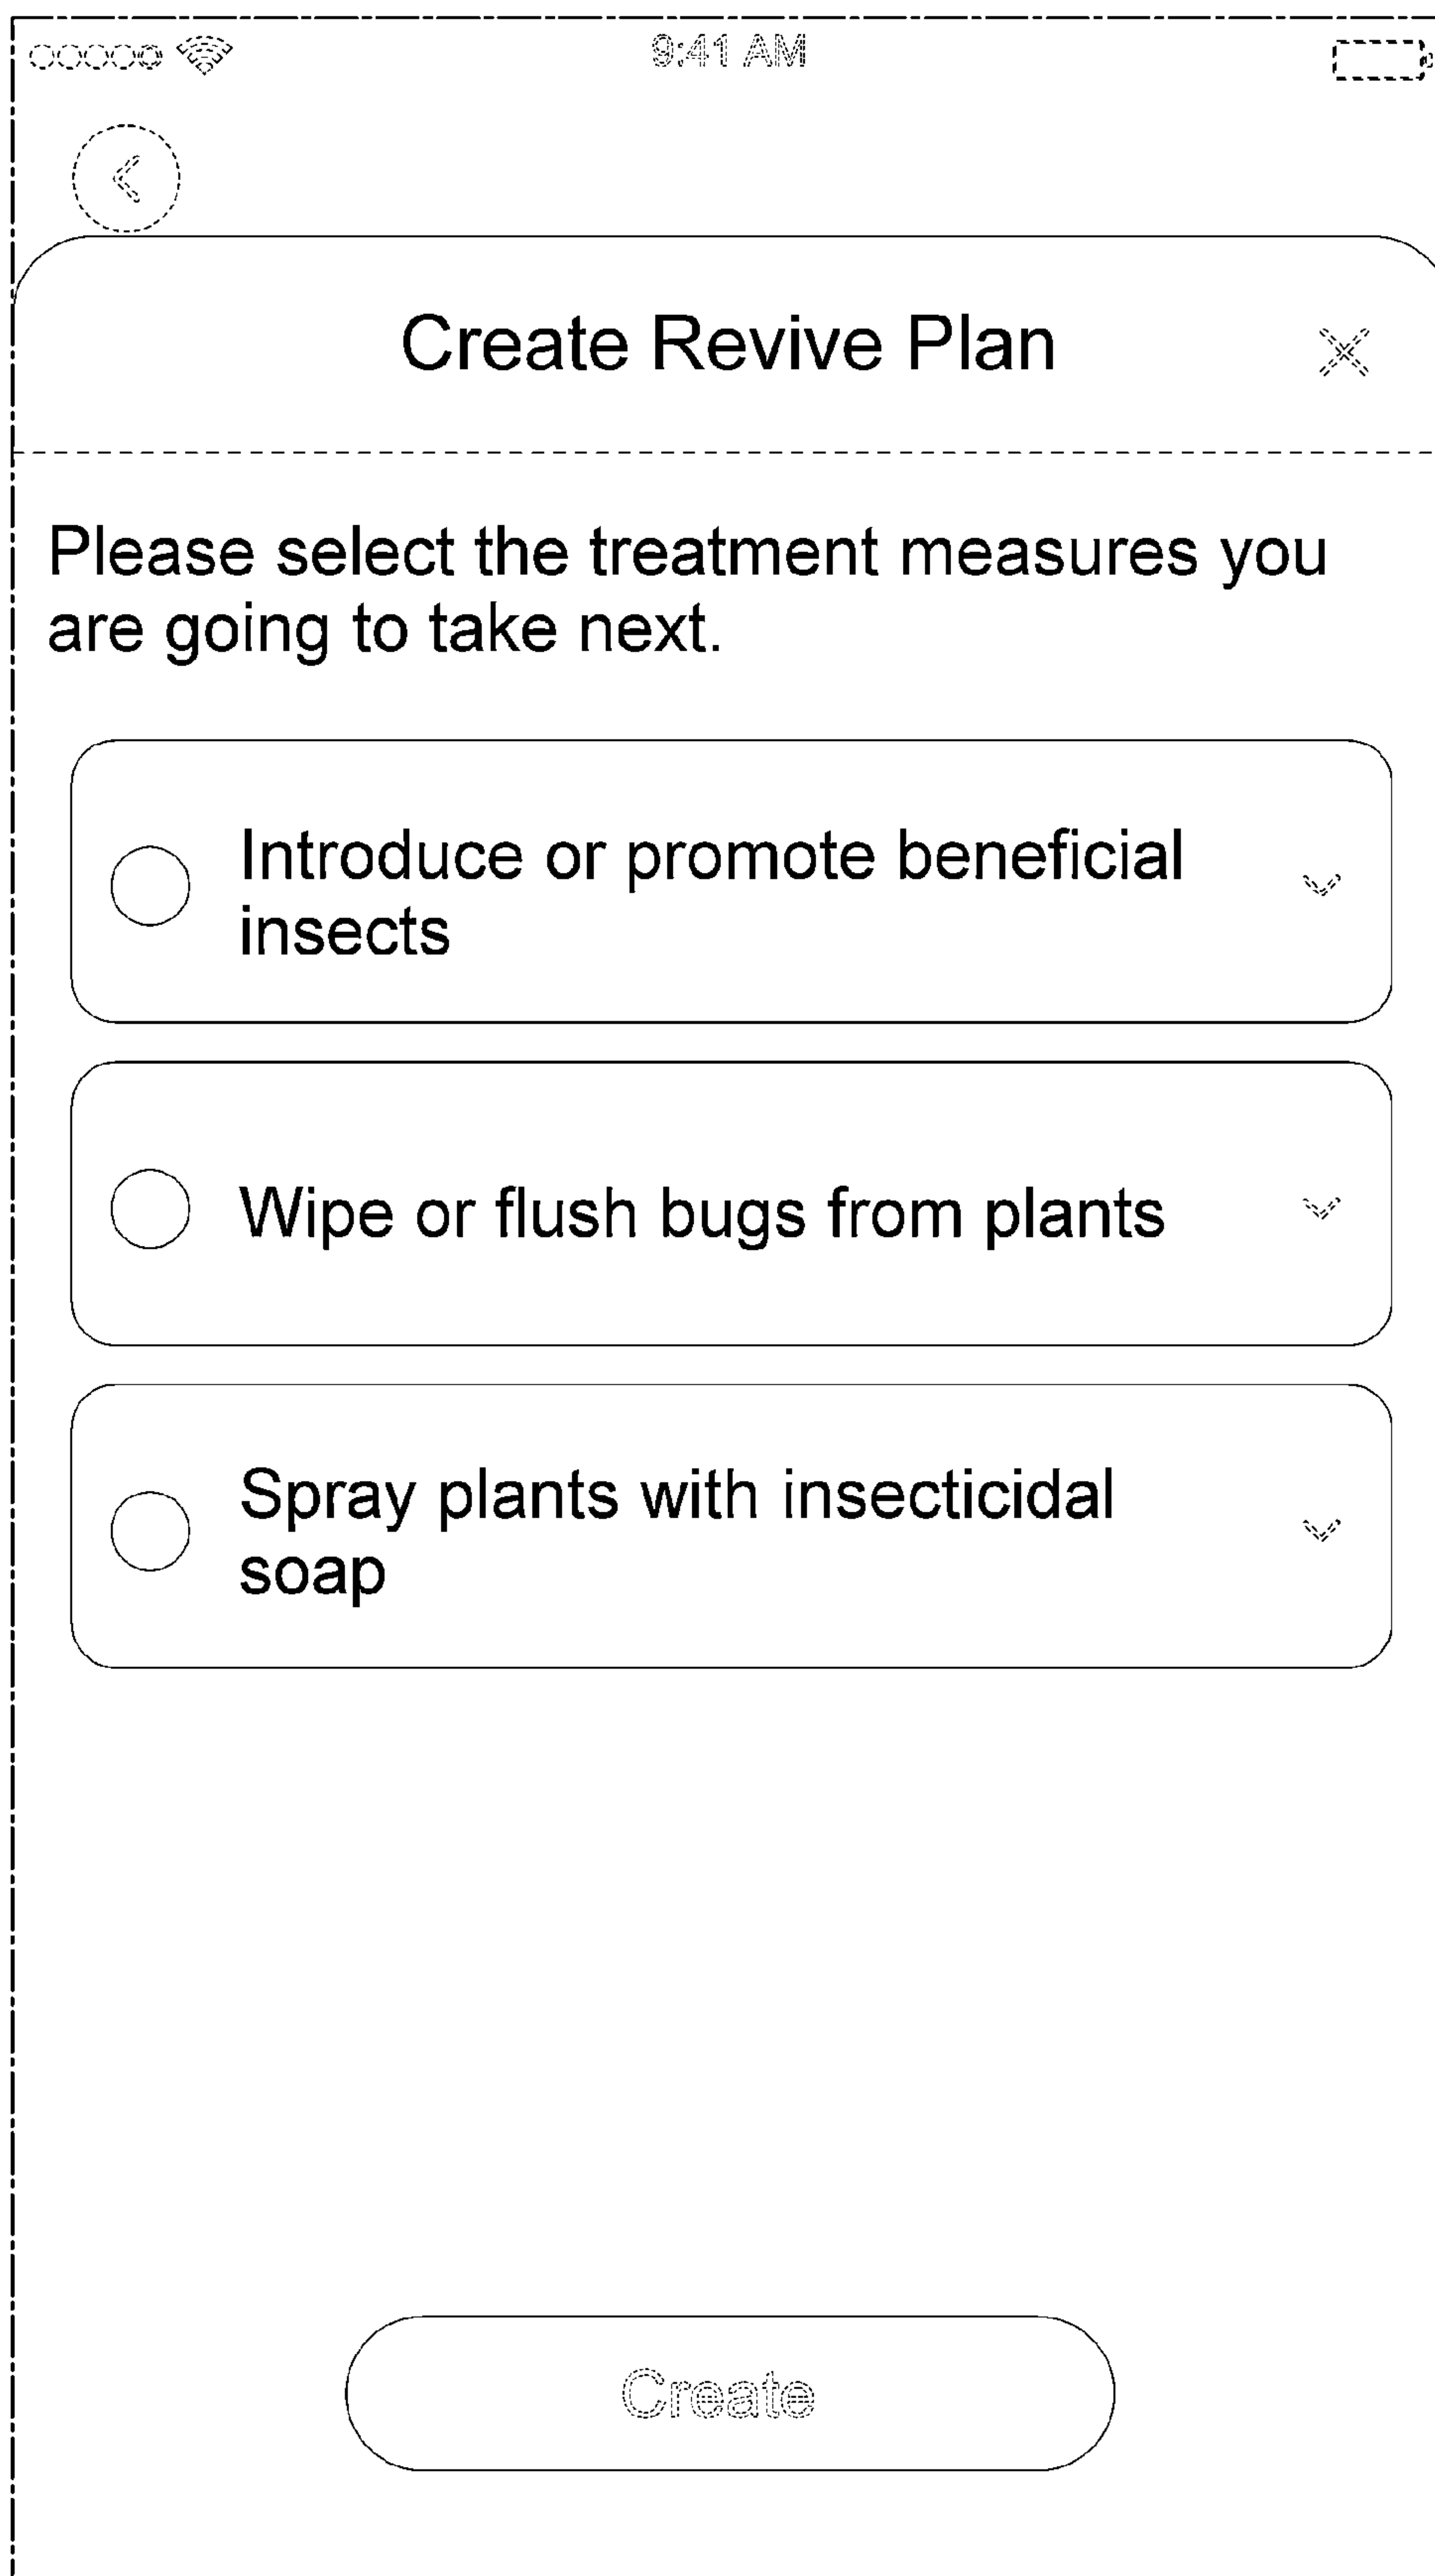 9:41 AM
Create Revive Plan
Please select the treatment measures you
are going to take next.
Introduce or promote beneficial
insects
Wipe or flush bugs from plants
Spray plants with insecticidal
soap
Create